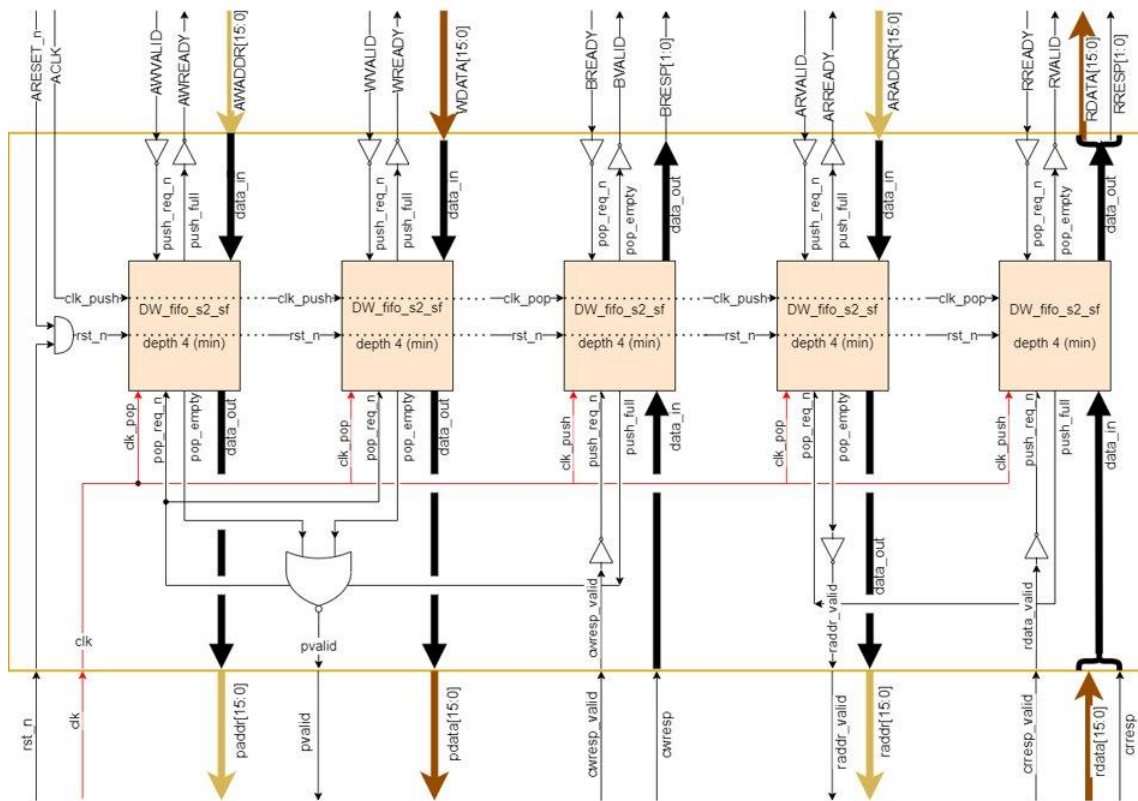 ARESET_n
ACLK
AWVALID
AWREADY
AWADDR[15:0]
WVALID
WREADY
WDATA[15:0]
BREADY
BVALID
BRESP[1:0]
ARVALID
ARREADY
ARADDR[15:0]
RREADY
RVALID
RDATA[15:0]
RRESP[1:0]
push_req_n
push_full
data_in
push_req_n
push_full
data_in
pop_req_n
pop_empty
data_out
push_req_n
push_full
data_in
pop_req_n
pop_empty
data_out
clk_push
DW_fifo_s2_sf
clk_push
DW_fifo_s2_sf
clk_pop
DW_fifo_s2_sf
clk_push
DW_fifo_s2_sf
clk_pop
DW_fifo_s2_sf
rst_n
depth 4 (min)
rst_n
depth 4 (min)
rst_n
depth 4 (min)
rst_n
depth 4 (min)
rst_n
depth 4 (min)
clk_pop
pop_req_n
pop_empty
data_out
clk_pop
pop_req_n
pop_empty
data_out
clk_push
push_req_n
push_full
data_in
clk_pop
pop_req_n
pop_empty
data_out
clk_push
push_req_n
push_full
data_in
clk
pvalid
cwresp_valid
raddr_valid
rdata_valid
rst_n
clk
paddr[15:0]
pvalid
pdata[15:0]
cwresp_valid
cwresp
raddr_valid
raddr[15:0]
crresp_valid
rdata[15:0]
crresp